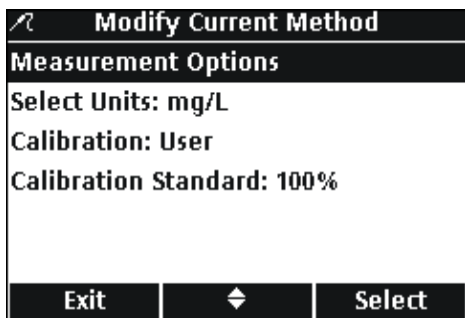 Modify Current Method
Measurement Options
Select Units: mg/L
Calibration: User
Calibration Standard: 100%
Exit Select